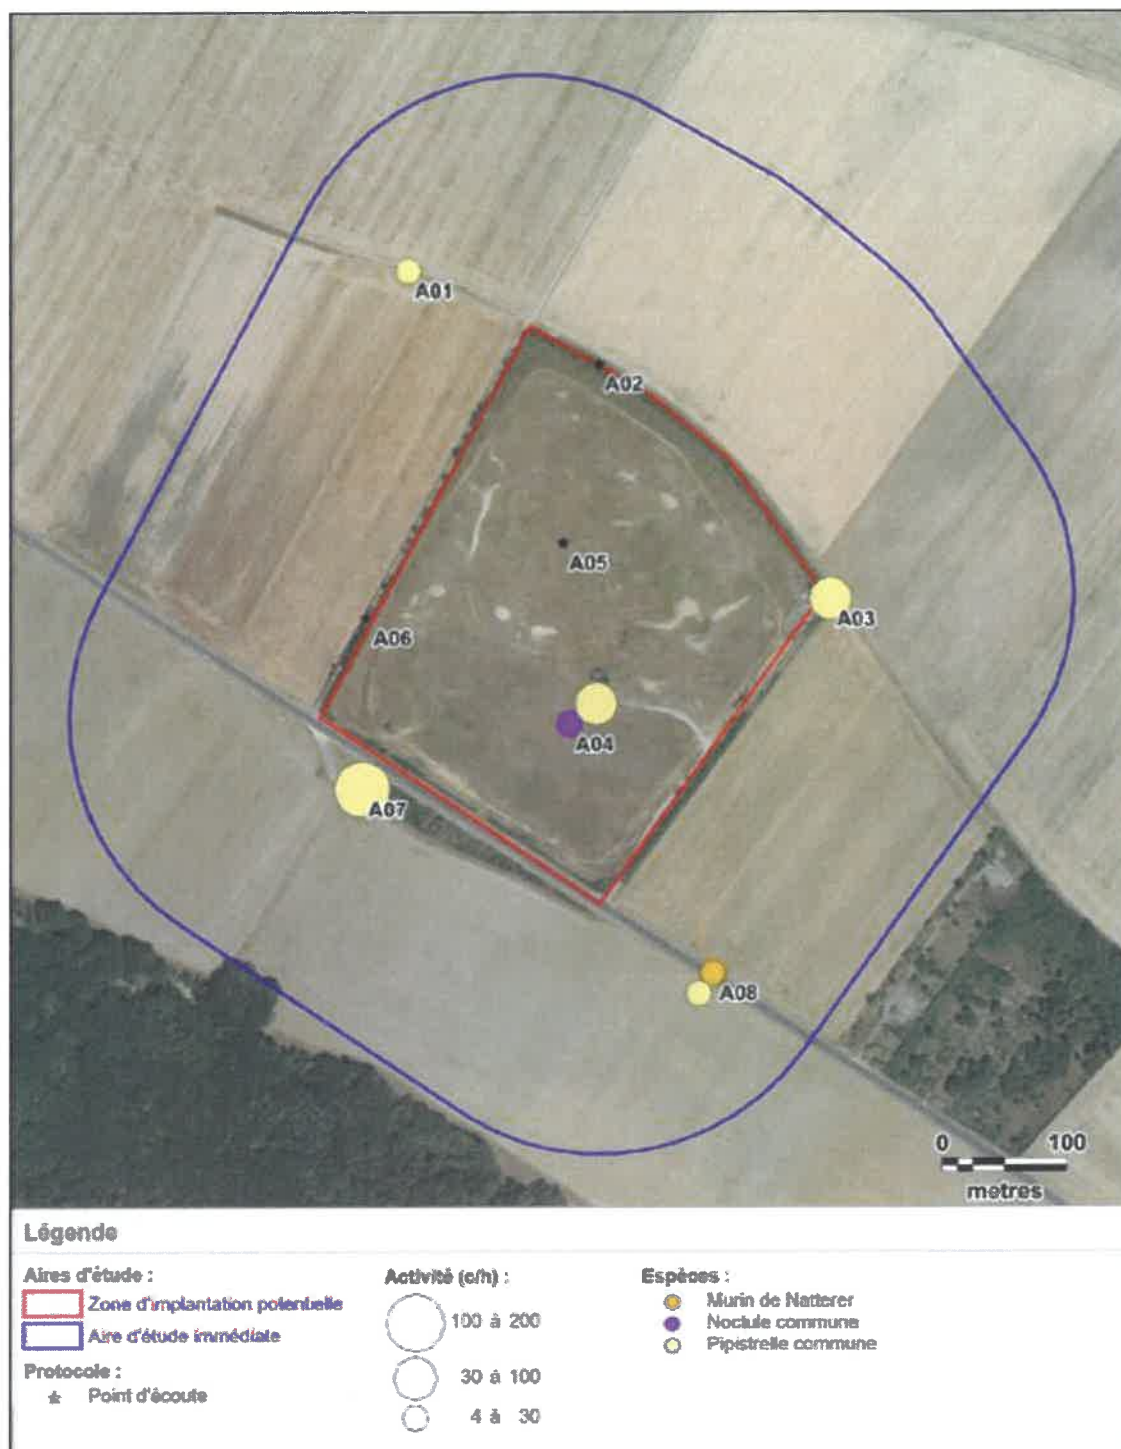 A01
A02
A05
A03
A06
A04
A07
A08
0 100
metres
Légende
Aires d'étude :
Zone d'implantation potentielle
Aire d'étude immédiate
Protocole :
Point d'écoute
Activité (c/h) :
100 à 200
30 à 100
4 à 30
Espèces :
Murin de Natterer
Noctule commune
Pipistrelle commune